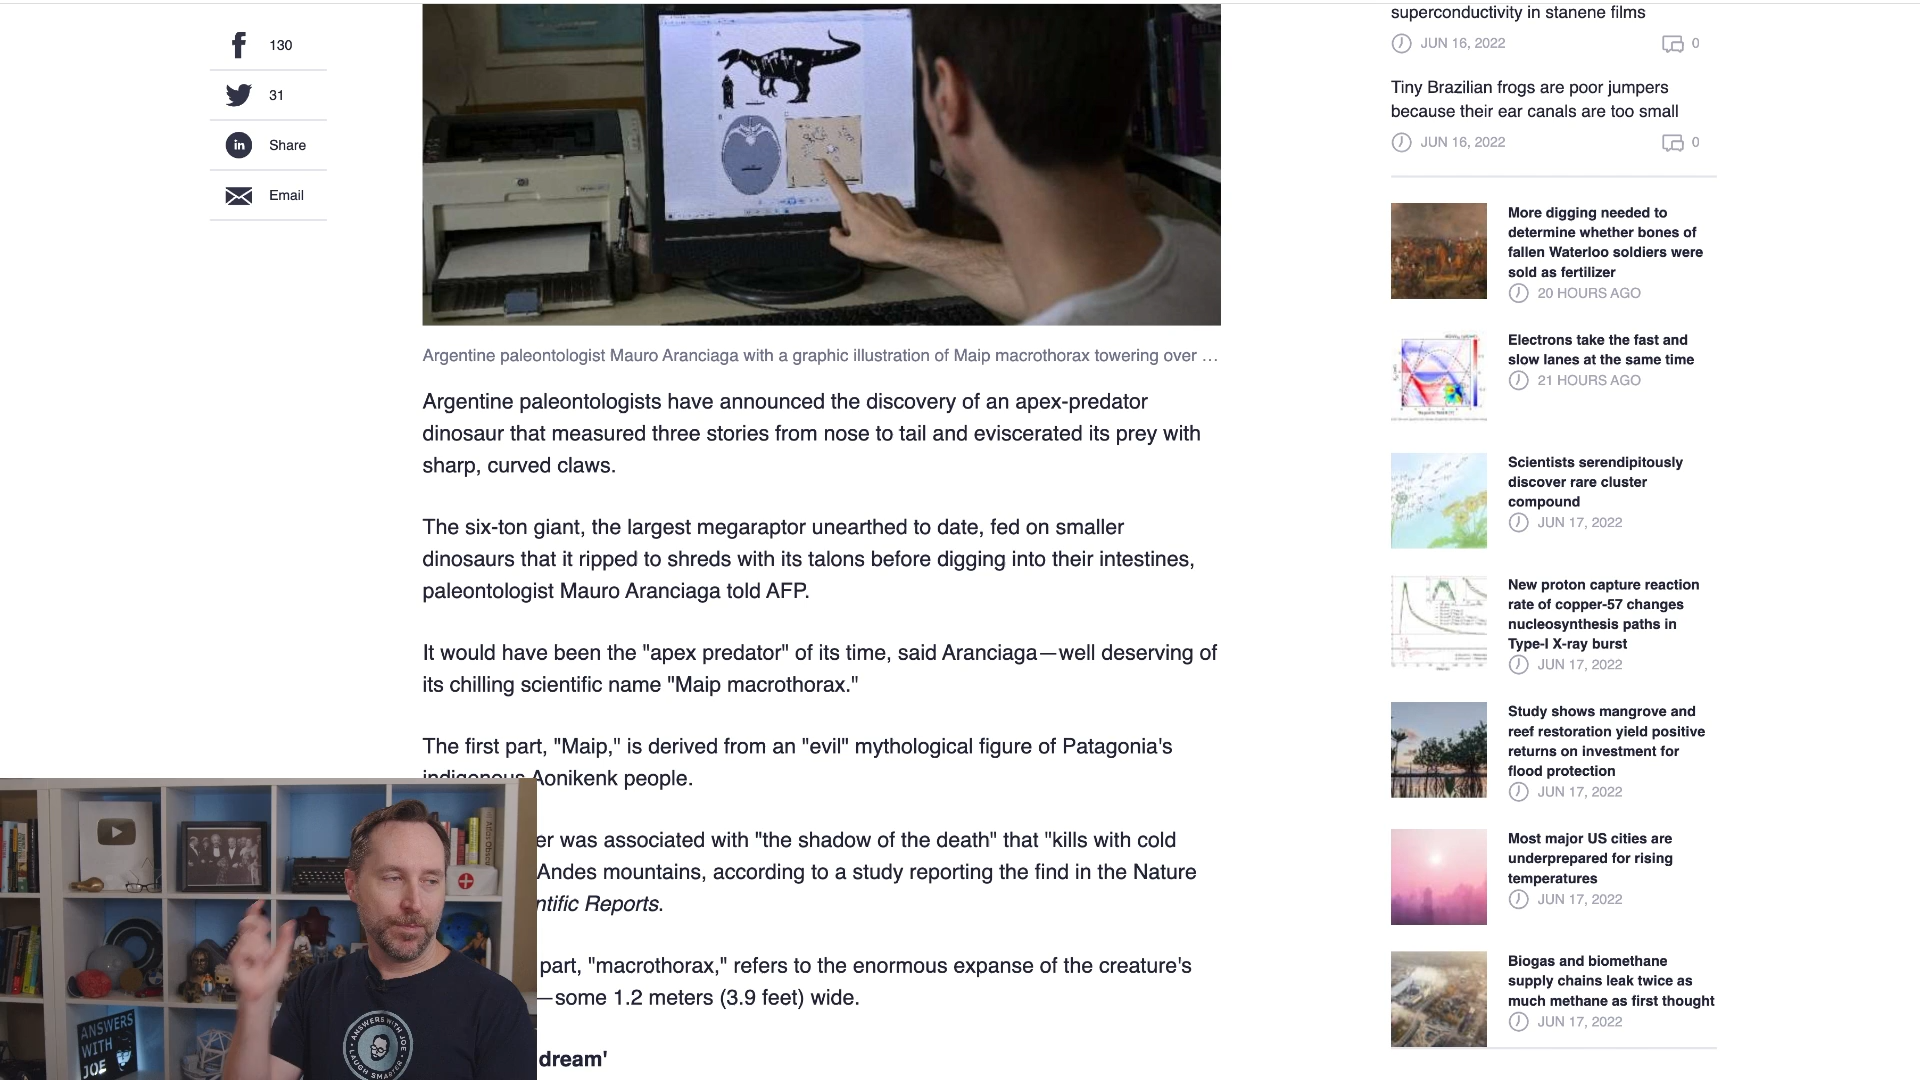 130
31
Share
Email
superconductivity in stanene films
JUN 16, 2022
0
Tiny Brazilian frogs are poor jumpers
because their ear canals are too small
JUN 16, 2022
0
More digging needed to
determine whether bones of
fallen Waterloo soldiers were
sold as fertilizer
20 HOURS AGO
Electrons take the fast and
slow lanes at the same time
21 HOURS AGO
Scientists serendipitously
discover rare cluster
compound
JUN 17, 2022
New proton capture reaction
rate of copper-57 changes
nucleosynthesis paths in
Type-I X-ray burst
JUN 17, 2022
Study shows mangrove and
reef restoration yield positive
returns on investment for
flood protection
JUN 17, 2022
Most major US cities are
underprepared for rising
temperatures
JUN 17, 2022
Biogas and biomethane
supply chains leak twice as
much methane as first thought
JUN 17, 2022
Argentine paleontologist Mauro Aranciaga with a graphic illustration of Maip macrothorax towering over …
Argentine paleontologists have announced the discovery of an apex-predator
dinosaur that measured three stories from nose to tail and eviscerated its prey with
sharp, curved claws.
The six-ton giant, the largest megaraptor unearthed to date, fed on smaller
dinosaurs that it ripped to shreds with its talons before digging into their intestines,
paleontologist Mauro Aranciaga told AFP.
It would have been the "apex predator" of its time, said Aranciaga—well deserving of
its chilling scientific name "Maip macrothorax."
The first part, "Maip," is derived from an "evil" mythological figure of Patagonia's
indigenous Aonikenk people.
er was associated with "the shadow of the death" that "kills with cold
Andes mountains, according to a study reporting the find in the Nature
ntific Reports.
part, "macrothorax," refers to the enormous expanse of the creature's
—some 1.2 meters (3.9 feet) wide.
dream'
ANSWERS
WITH
JOE
ANSWERS WITH JOE
LAUGH SMARTER